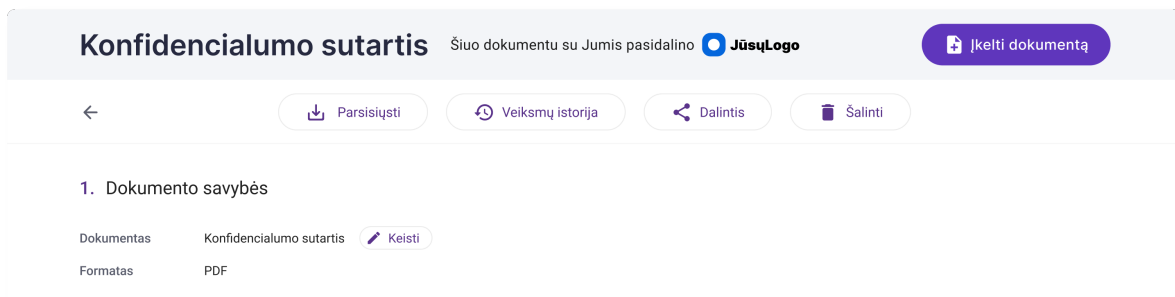 Konfidencialumo sutartis Šiuo dokumentu su Jumis pasidalino JūsųLogo Įkelti dokumentą
Parsisiųsti Veiksmų istorija Dalintis Šalinti
1. Dokumento savybės
Dokumentas Konfidencialumo sutartis Keisti
Formatas PDF